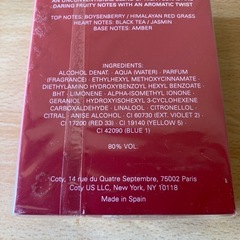 DARING FRUITY NOTES WITH AN AROMATIC TWIST
TOP NOTES: BOYSENBERRY / HIMALAYAN RED GRASS
HEART NOTES: BLACK TEA / JASMIN
BASE NOTES: AMBER
INGREDIENTS:
ALCOHOL DENAT. - AQUA (WATER) - PARFUM
(FRAGRANCE) - ETHYLHEXYL METHOXYCINNAMATE -
DIETHYLAMINO HYDROXYBENZOYL HEXYL BENZOATE -
BHT - LIMONENE - ALPHA-ISOMETHYL IONONE
GERANIOL - HYDROXYISOHEXYL 3-CYCLOHEXENE
CARBOXALDEHYDE - LINALOOL - CITRONELLOL
CITRAL - ANISE ALCOHOL - CI 60730 (EXT. VIOLET 2)
CI 17200 (RED 33) - CI 19140 (YELLOW 5)
CI 42090 (BLUE 1)
80% VOL.
Coty, 14 rue du Quatre Septembre, 75002 Paris
Coty US LLC, New York, NY 10118
Made in Spain